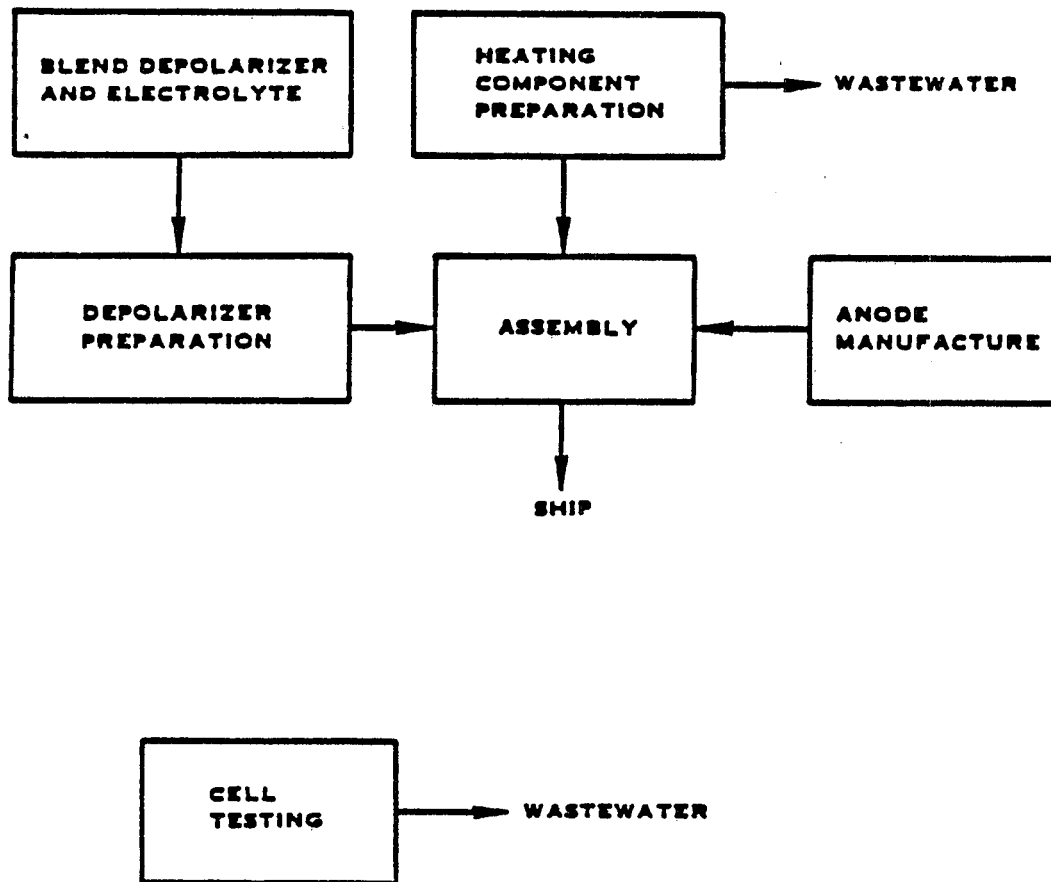 BLEND DEPOLARIZER
AND ELECTROLYTE
HEATING
COMPONENT
PREPARATION
WASTEWATER
DEPOLARIZER
PREPARATION
ASSEMBLY
ANODE
MANUFACTURE
SHIP
CELL
TESTING
WASTEWATER